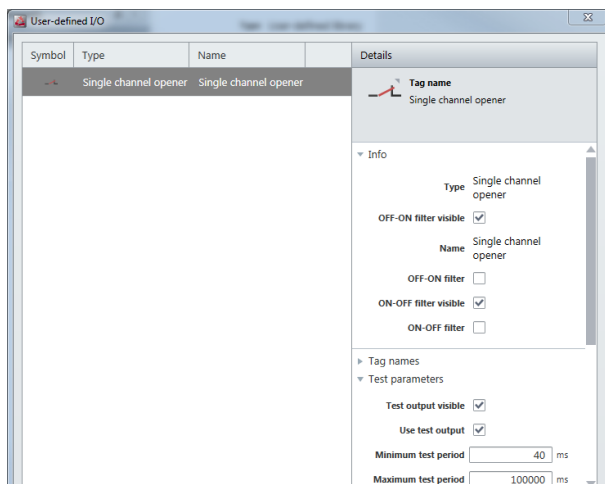 User-defined I/O
Symbol Type Name Details
Single channel opener Single channel opener
Tag name
Single channel opener
Info
Type Single channel opener
OFF-ON filter visible
Name Single channel opener
OFF-ON filter
ON-OFF filter visible
ON-OFF filter
Tag names
Test parameters
Test output visible
Use test output
Minimum test period 40 ms
Maximum test period 100000 ms